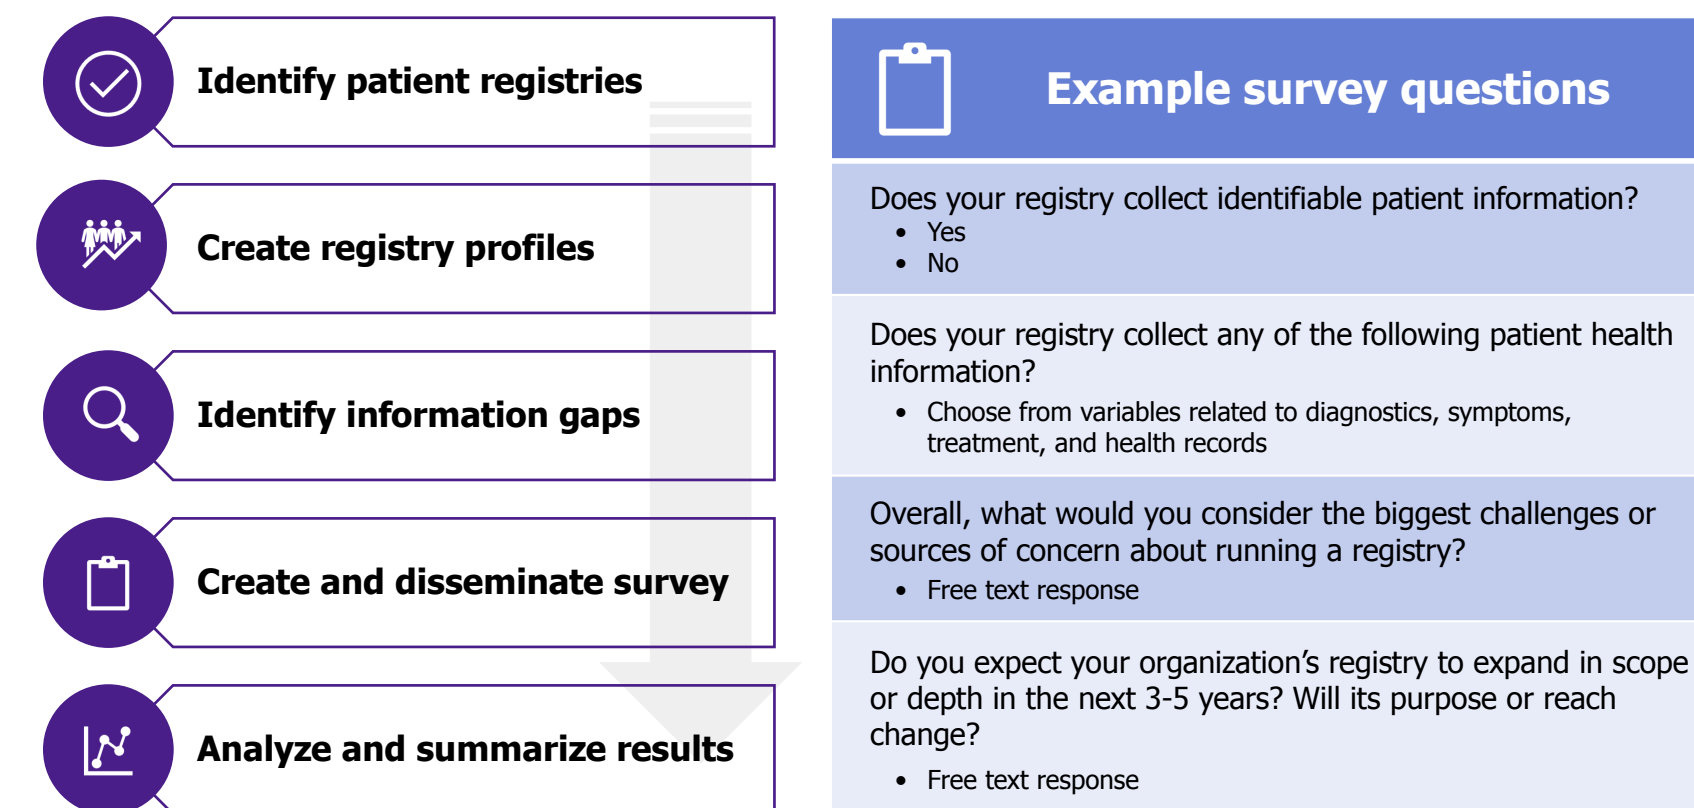 Identify patient registries
Create registry profiles
Identify information gaps
Create and disseminate survey
Analyze and summarize results
Example survey questions
Does your registry collect identifiable patient information?
• Yes
• No
Does your registry collect any of the following patient health
information?
• Choose from variables related to diagnostics, symptoms,
treatment, and health records
Overall, what would you consider the biggest challenges or
sources of concern about running a registry?
• Free text response
Do you expect your organization’s registry to expand in scope
or depth in the next 3-5 years? Will its purpose or reach
change?
• Free text response